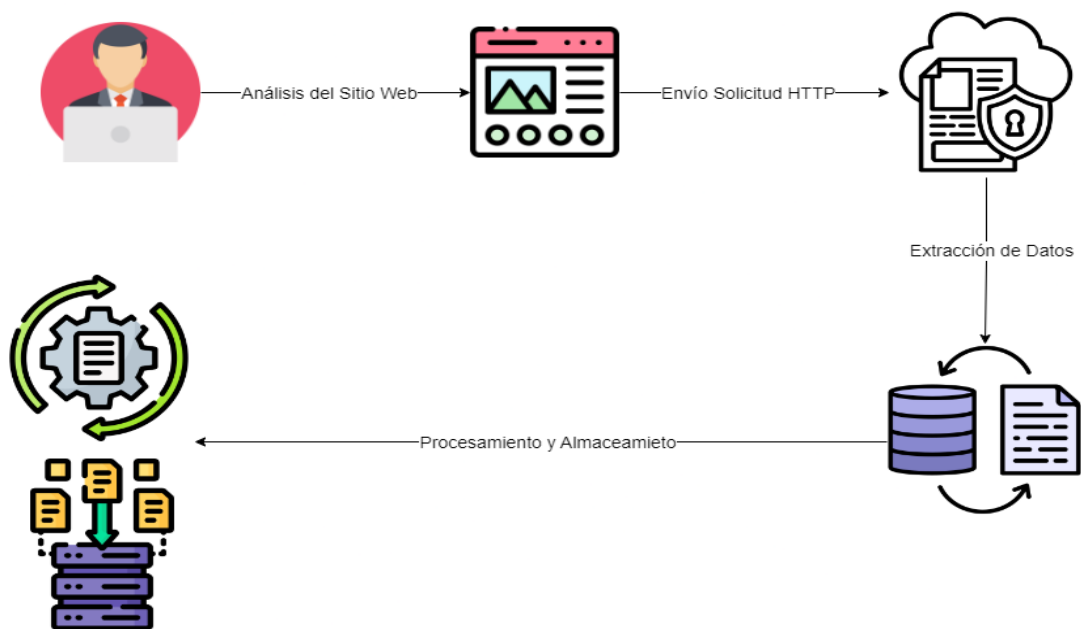 Análisis del Sitio Web
Envío Solicitud HTTP
Extracción de Datos
Procesamiento y Almaceamieto